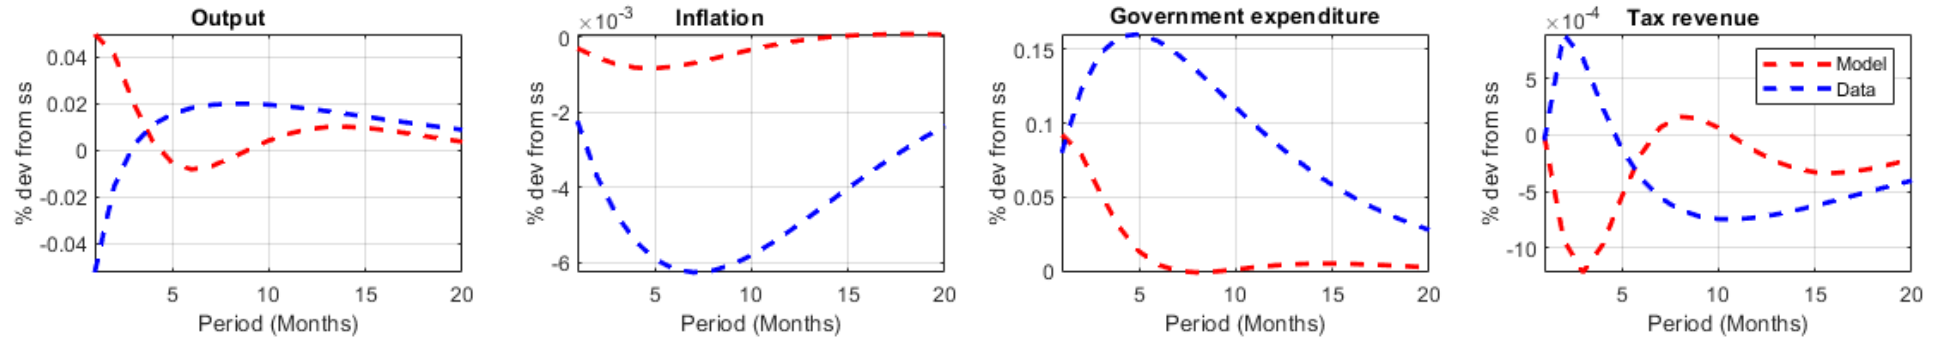 Output
% dev from ss
0.04
0.02
0
-0.02
-0.04
5 10 15 20
Period (Months)
Inflation
×10-3
% dev from ss
0
-2
-4
-6
5 10 15 20
Period (Months)
Government expenditure
% dev from ss
0.15
0.1
0.05
0
5 10 15 20
Period (Months)
Tax revenue
×10-4
% dev from ss
5
0
-5
-10
Model
Data
5 10 15 20
Period (Months)